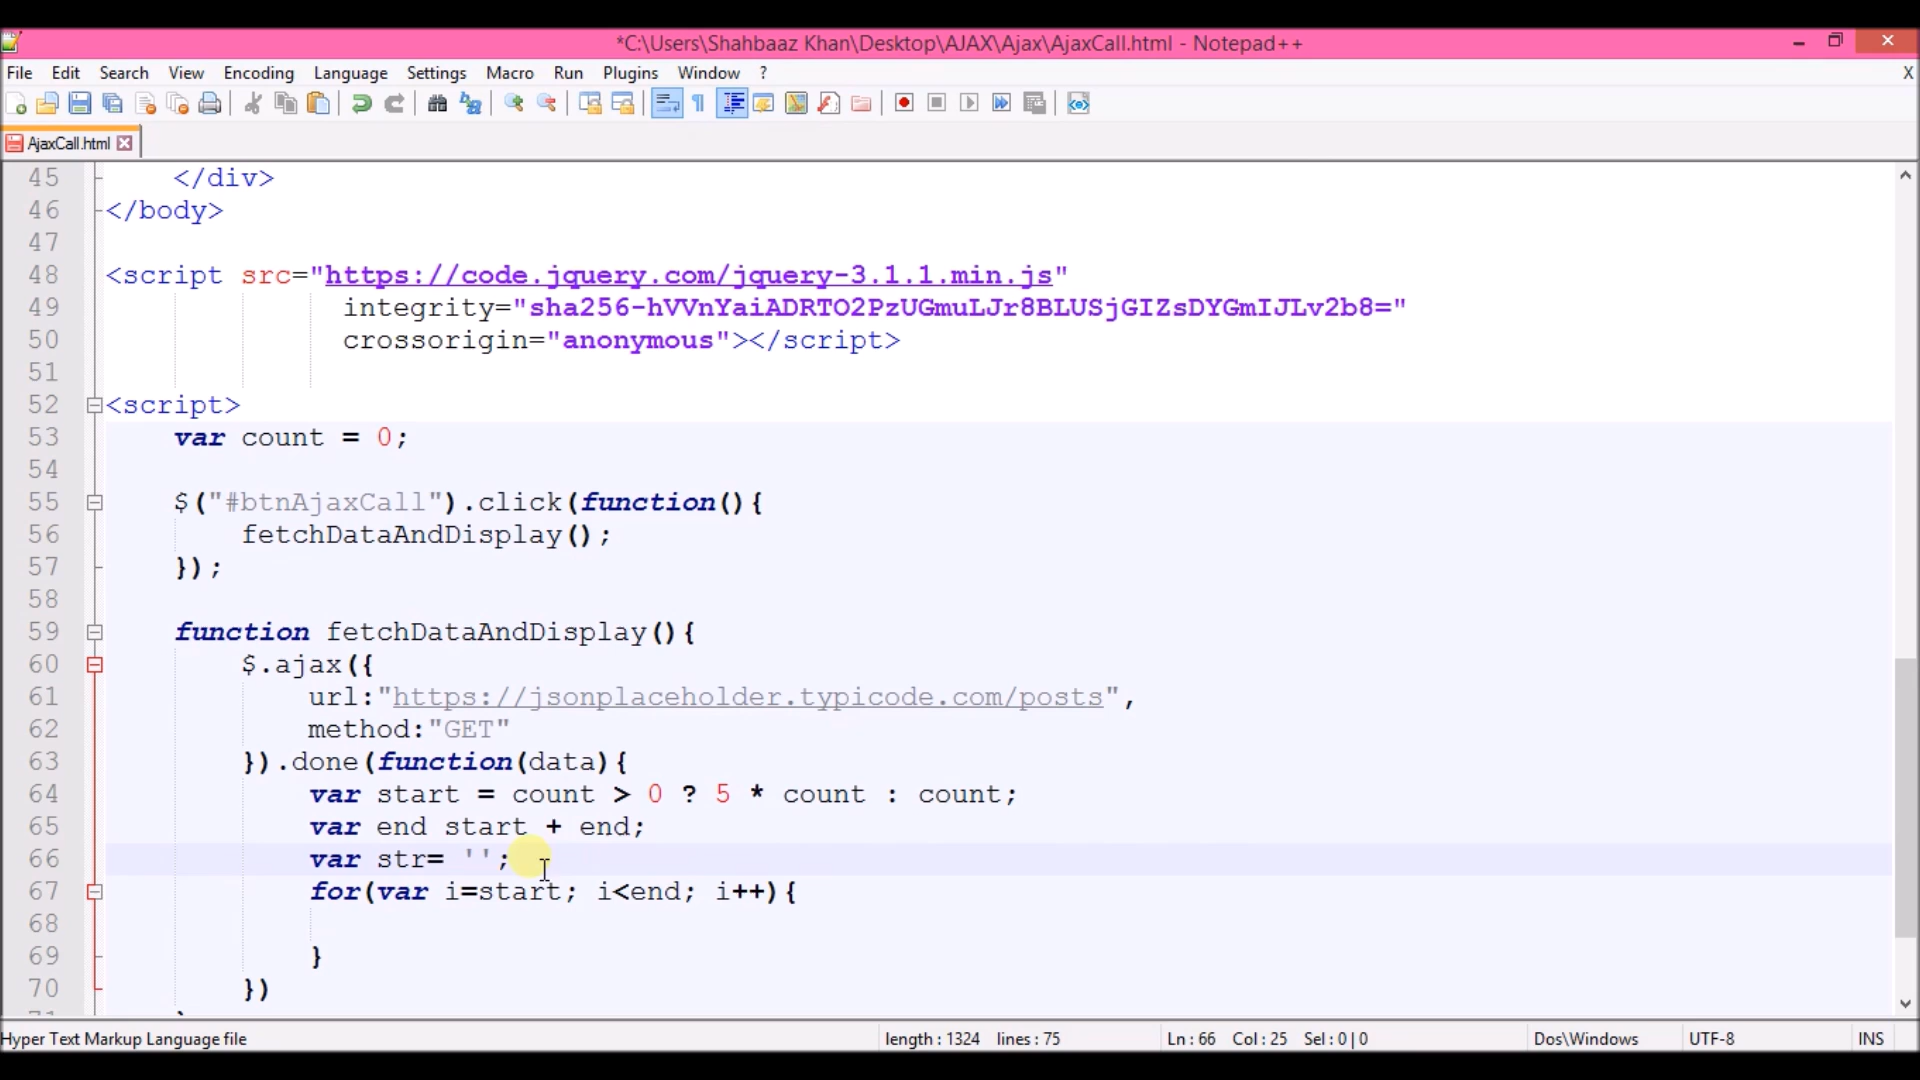 *C:\Users\Shahbaaz Khan\Desktop\AJAX\Ajax\AjaxCall.html - Notepad++
File Edit Search View Encoding Language Settings Macro Run Plugins Window ? X
AjaxCall.html
45 </div>
46 </body>
47
48 <script src="https://code.jquery.com/jquery-3.1.1.min.js"
49 integrity="sha256-hVVnYaiADRTO2PzUGmuLJr8BLUSjGIZsDYGmIJLv2b8="
50 crossorigin="anonymous"></script>
51
52 <script>
53 var count = 0;
54
55 $("#btnAjaxCall").click(function(){
56 fetchDataAndDisplay();
57 });
58
59 function fetchDataAndDisplay(){
60 $.ajax({
61 url:"https://jsonplaceholder.typicode.com/posts",
62 method:"GET"
63 }).done(function(data){
64 var start = count > 0 ? 5 * count : count;
65 var end start + end;
66 var str= '';
67 for(var i=start; i<end; i++){
68
69 }
70 })
Hyper Text Markup Language file length : 1324 lines : 75 Ln : 66 Col : 25 Sel : 0 | 0 Dos\Windows UTF-8 INS